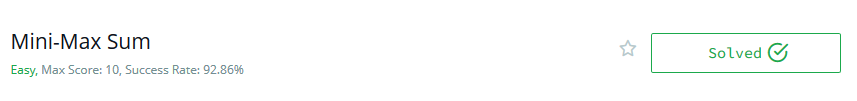 Mini-Max Sum
Solved
Easy, Max Score: 10, Success Rate: 92.86%